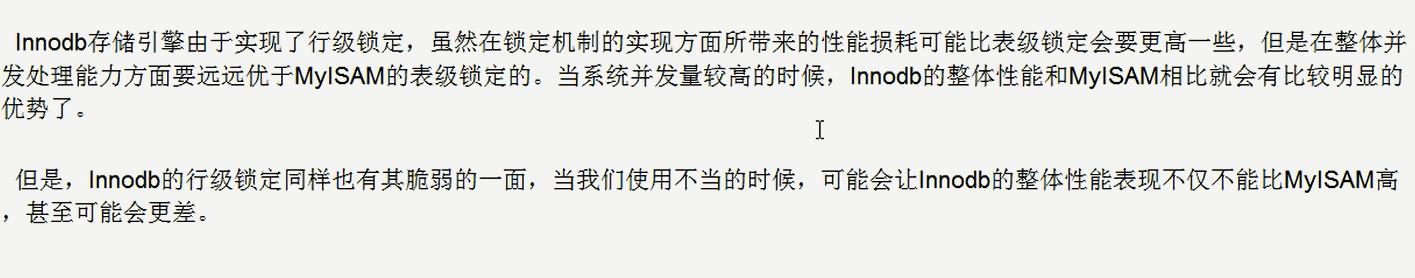 Innodb存储引擎由于实现了行级锁定，虽然在锁定机制的实现方面所带来的性能损耗可能比表级锁定会要更高一些，但是在整体并
发处理能力方面要远远优于MyISAM的表级锁定的。当系统并发量较高的时候，Innodb的整体性能和MyISAM相比就会有比较明显的
优势了。
但是，Innodb的行级锁定同样也有其脆弱的一面，当我们使用不当的时候，可能会让Innodb的整体性能表现不仅不能比MyISAM高
，甚至可能会更差。